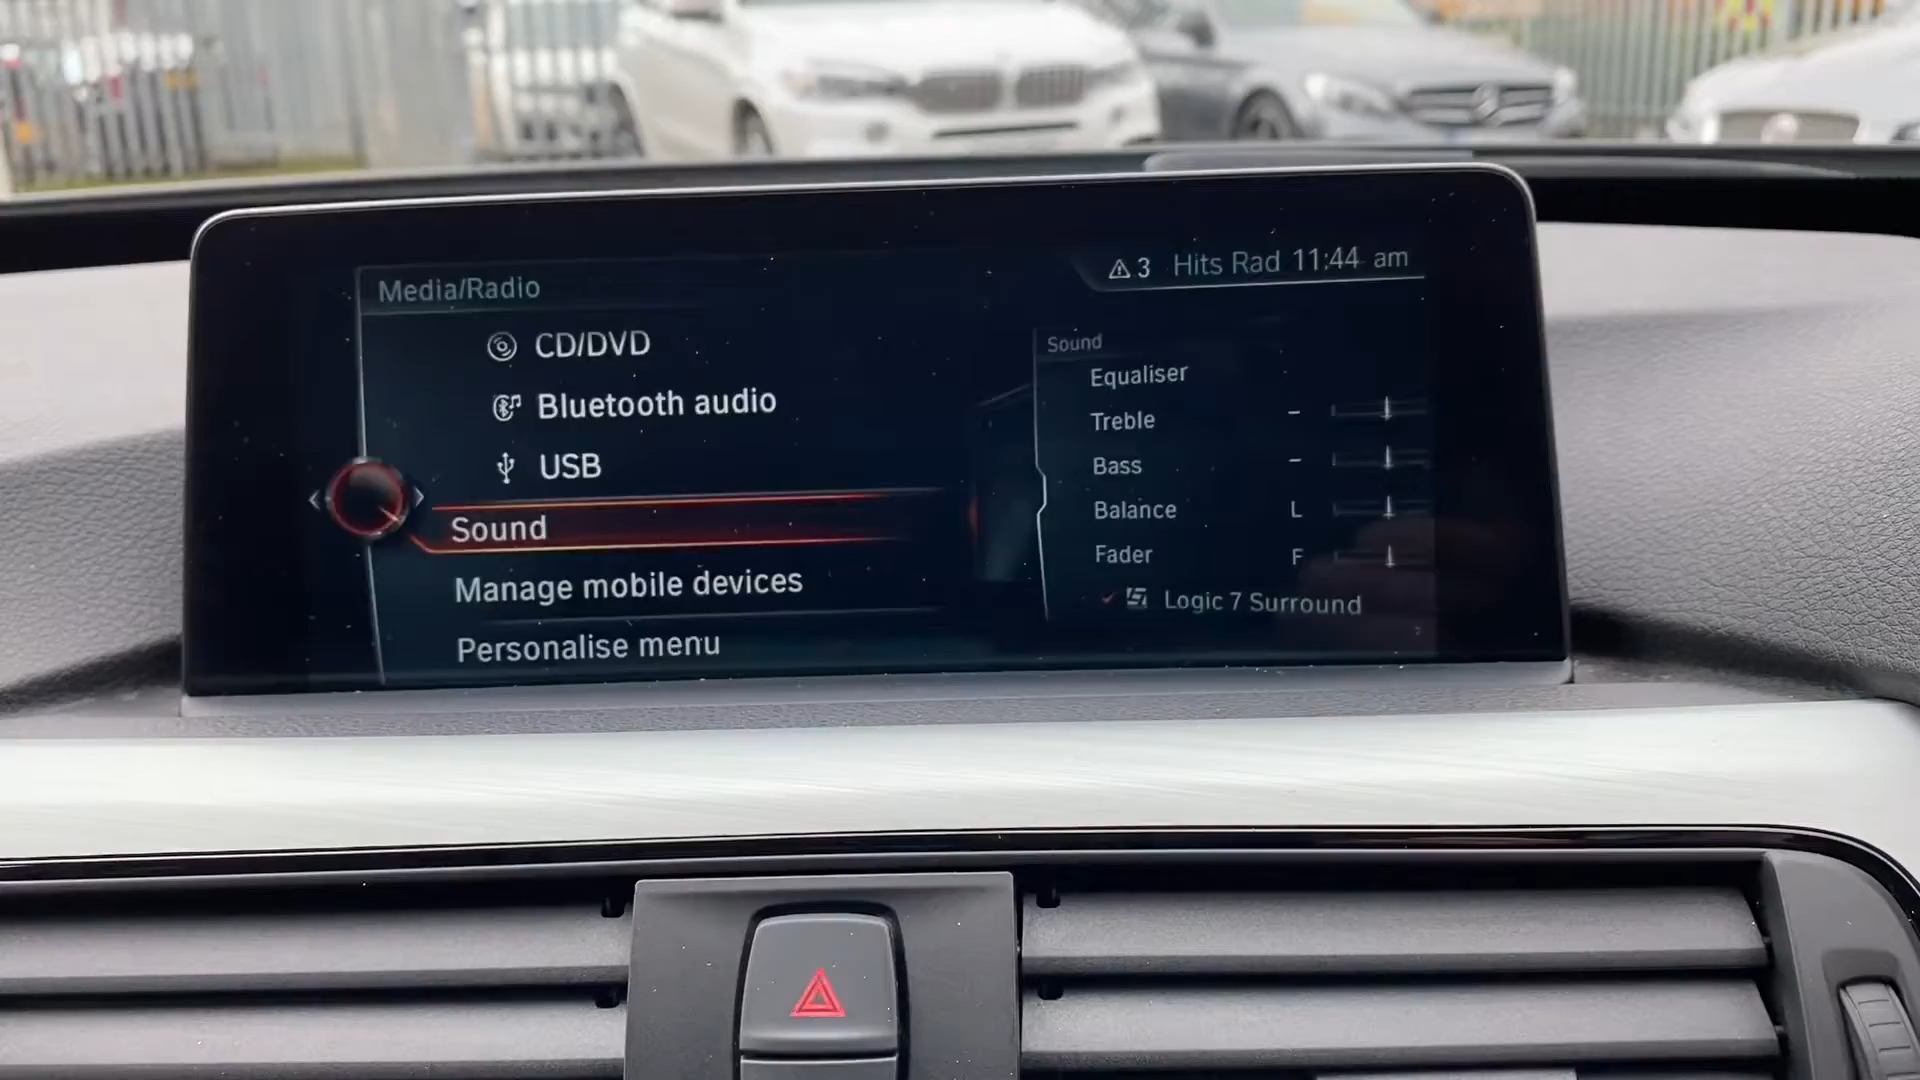 Media/Radio
3 Hits Rad 11:44 am
CD/DVD
Bluetooth audio
USB
Sound
Manage mobile devices
Personalise menu
Sound
Equaliser
Treble -
Bass -
Balance L
Fader F
Logic 7 Surround